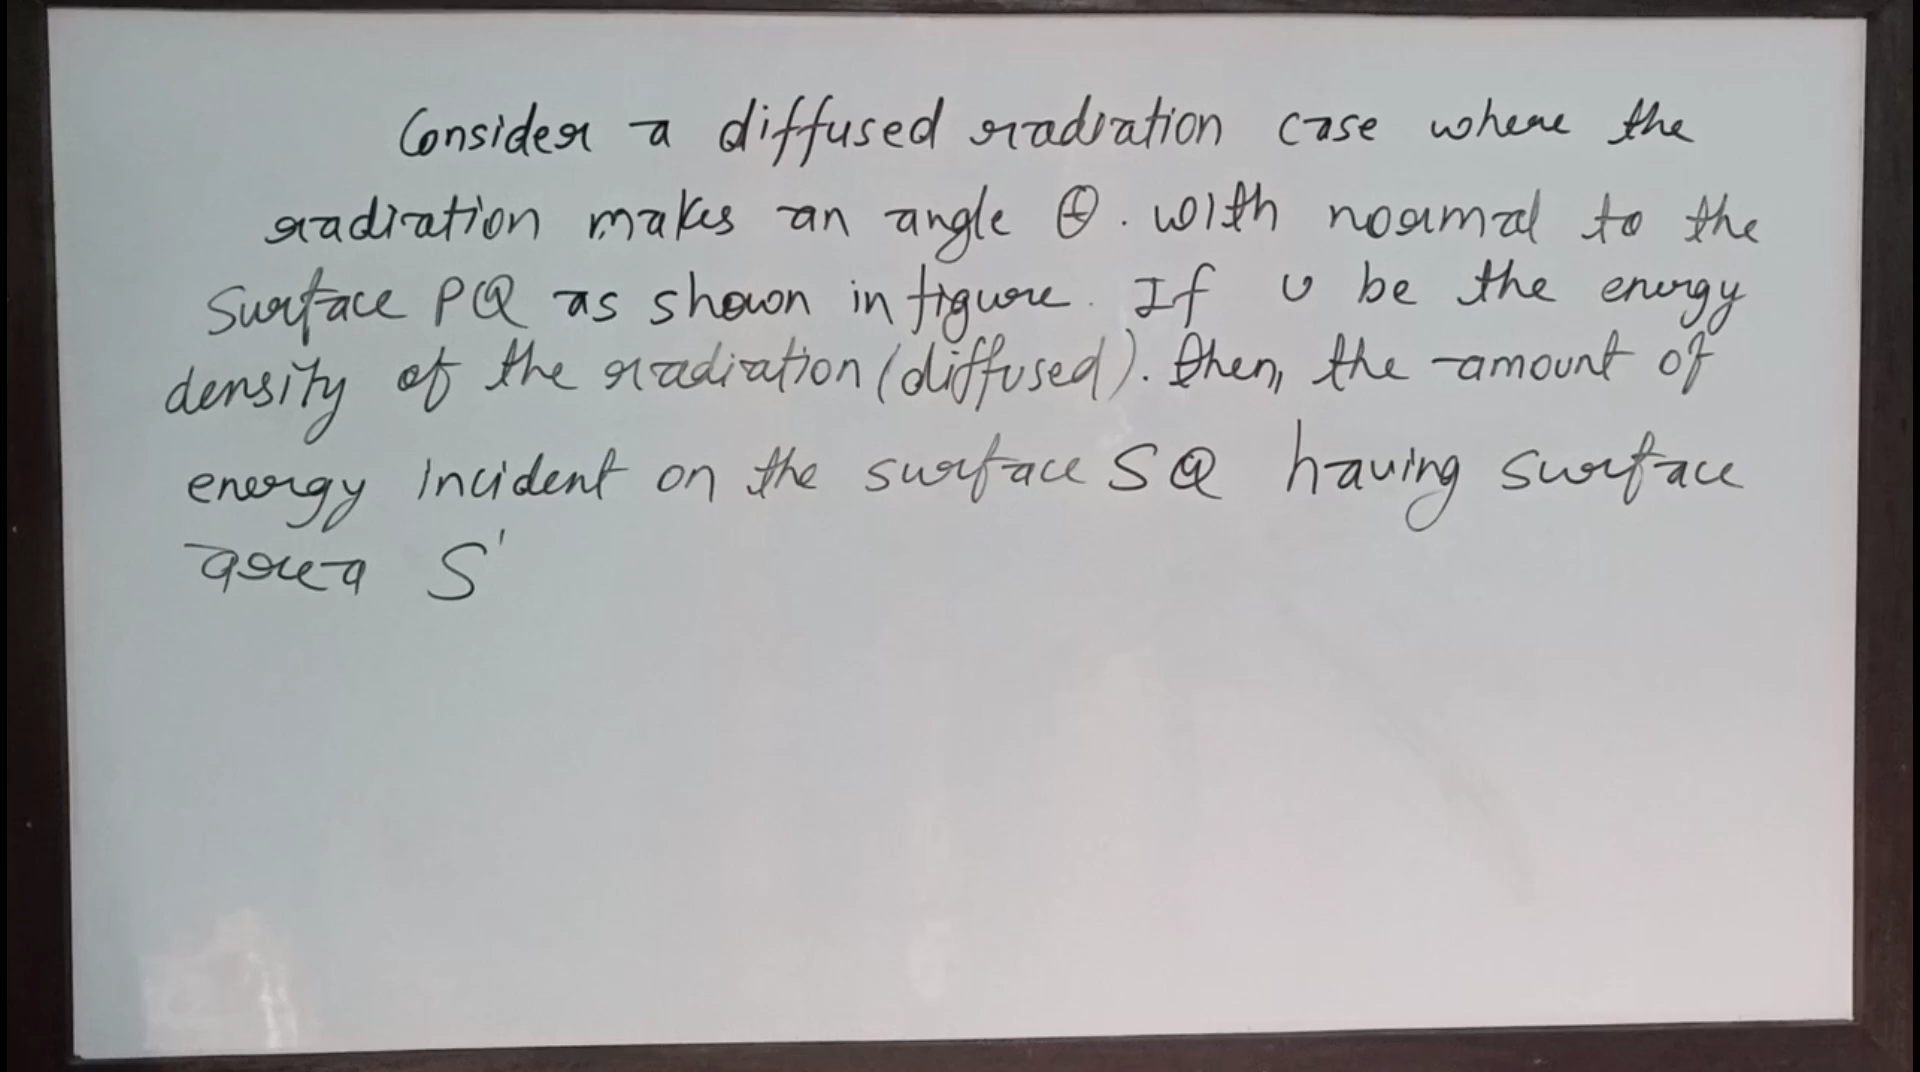 Consider a diffused radiation case where the
radiation makes an angle θ. with normal to the
Surface PQ as shown in figure. If u be the energy
density of the radiation (diffused). then, the amount of
energy incident on the surface SQ having surface
area S'